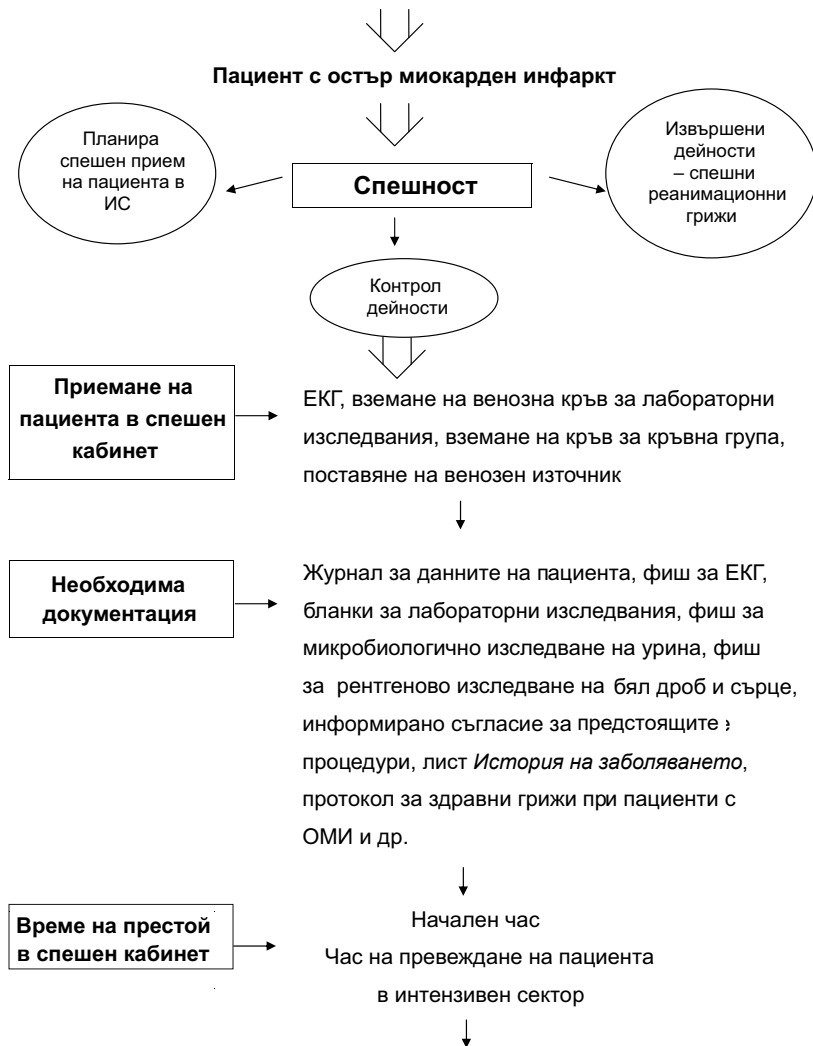 Пациент с остър миокарден инфаркт
Планира
спешен прием
на пациента в
ИС
Спешност
Извършени
дейности
– спешни
реанимационни
грижи
Контрол
дейности
Приемане на
пациента в спешен
кабинет
ЕКГ, вземане на венозна кръв за лабораторни
изследвания, вземане на кръв за кръвна група,
поставяне на венозен източник
Необходима
документация
Журнал за данните на пациента, фиш за ЕКГ,
бланки за лабораторни изследвания, фиш за
микробиологично изследване на урина, фиш
за рентгеново изследване на бял дроб и сърце,
информирано съгласие за предстоящите
процедури, лист История на заболяването,
протокол за здравни грижи при пациенти с
ОМИ и др.
Време на престой
в спешен кабинет
Начален час
Час на превеждане на пациента
в интензивен сектор